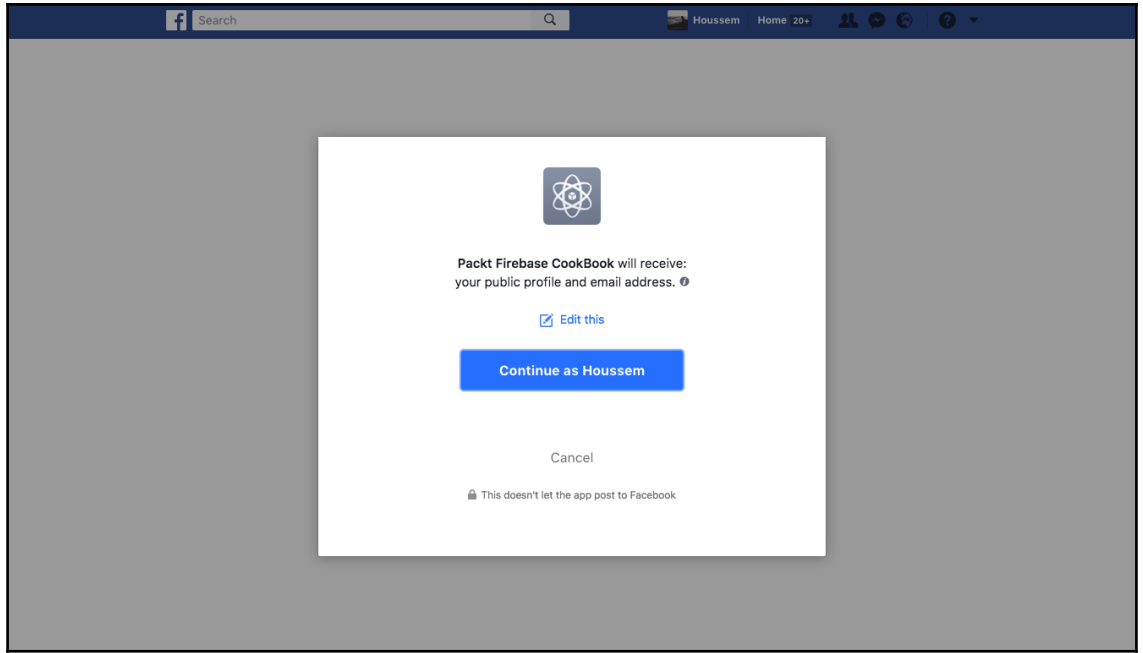 Search
Houssem Home 20+
Packt Firebase CookBook will receive:
your public profile and email address.
Edit this
Continue as Houssem
Cancel
This doesn't let the app post to Facebook